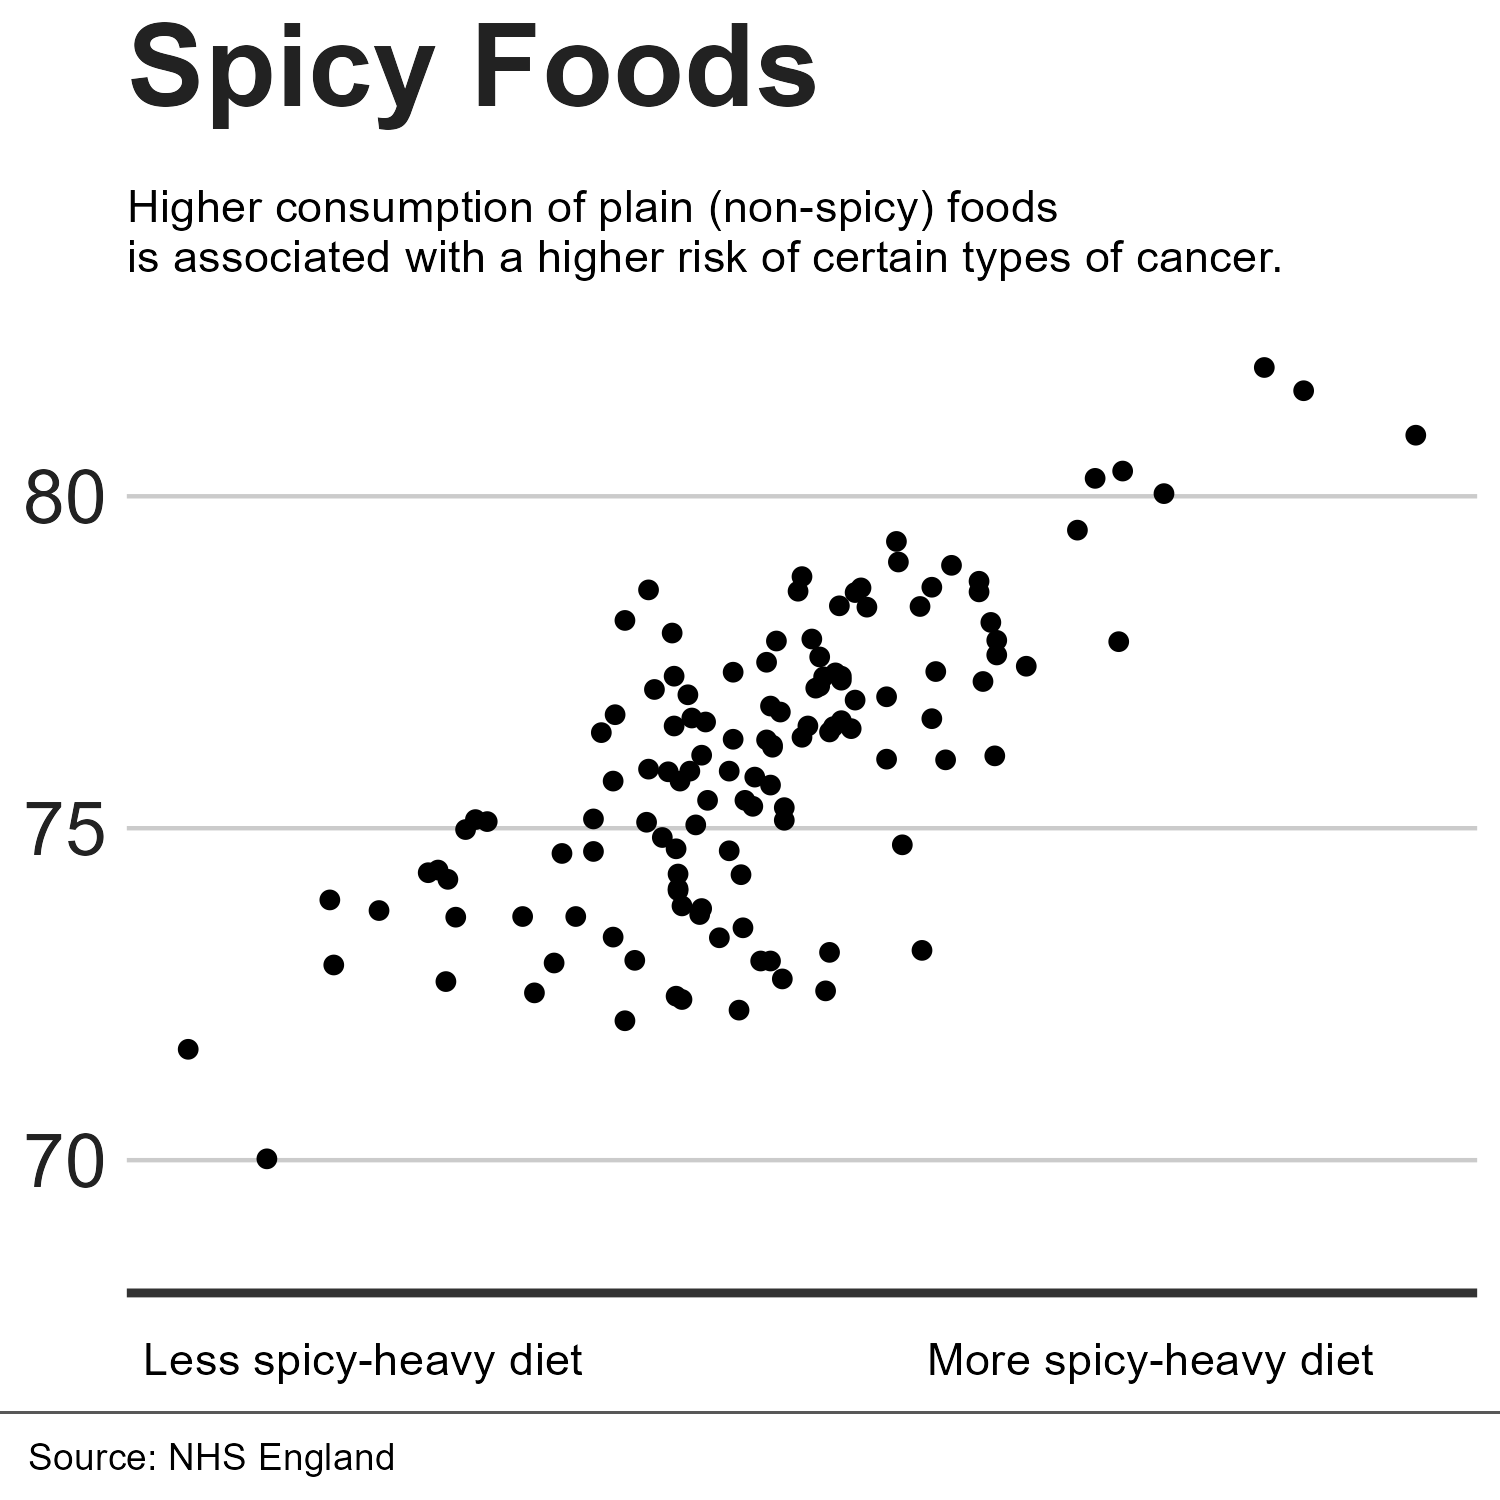 Spicy Foods
Higher consumption of plain (non-spicy) foods
is associated with a higher risk of certain types of cancer.
80
75
70
Less spicy-heavy diet
More spicy-heavy diet
Source: NHS England